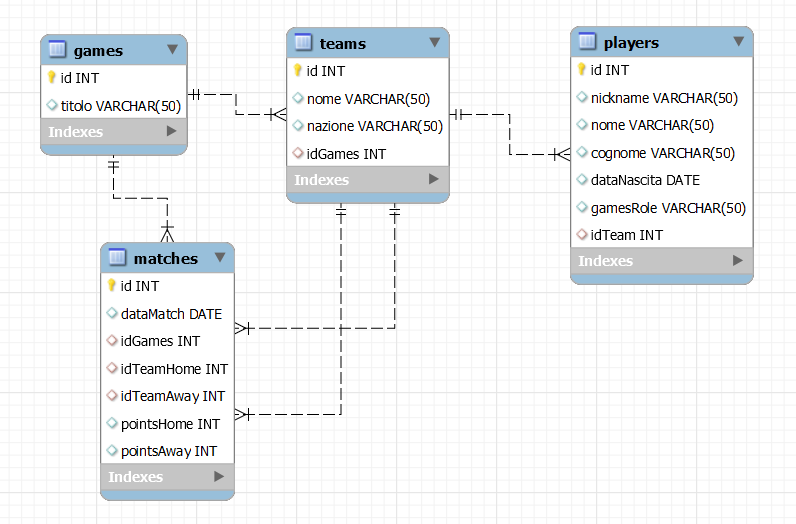 games
id INT
titolo VARCHAR(50)
Indexes
teams
id INT
nome VARCHAR(50)
nazione VARCHAR(50)
idGames INT
Indexes
players
id INT
nickname VARCHAR(50)
nome VARCHAR(50)
cognome VARCHAR(50)
dataNascita DATE
gamesRole VARCHAR(50)
idTeam INT
Indexes
matches
id INT
dataMatch DATE
idGames INT
idTeamHome INT
idTeamAway INT
pointsHome INT
pointsAway INT
Indexes